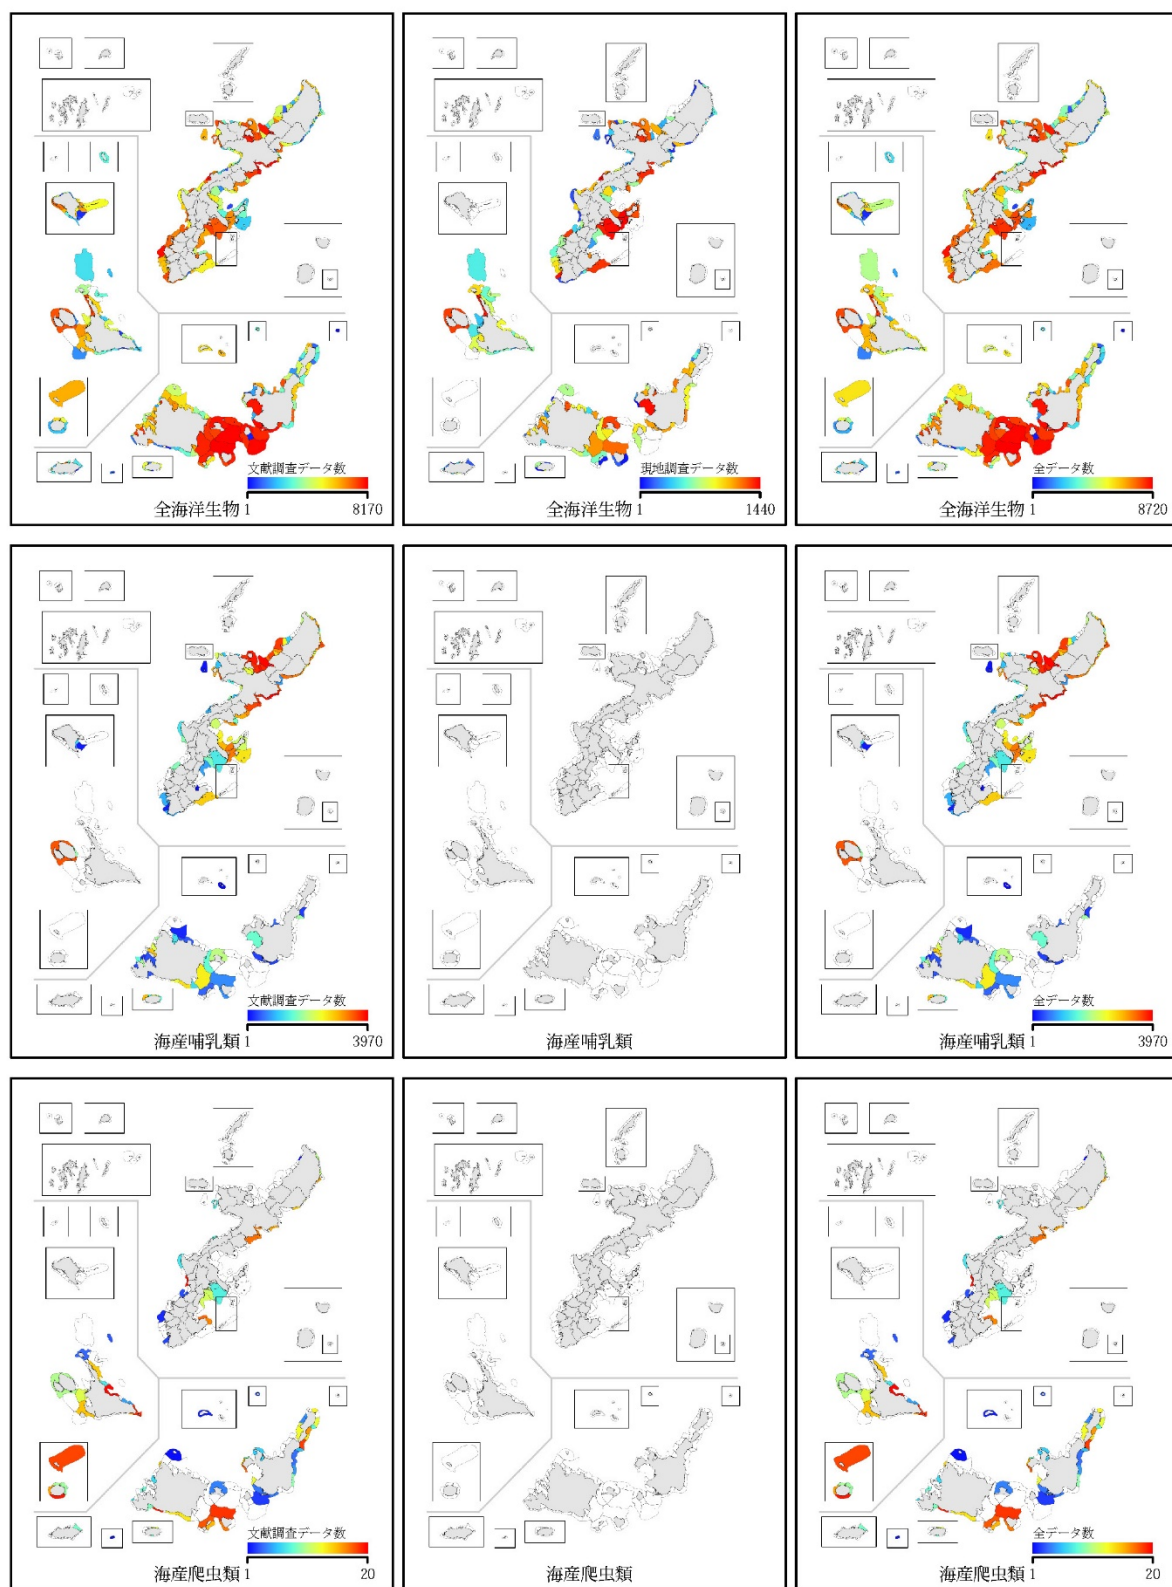 文献調査データ数
全海洋生物 1 8170
現地調査データ数
全海洋生物 1 1440
全データ数
全海洋生物 1 8720
文献調査データ数
海産哺乳類 1 3970
海産哺乳類
全データ数
海産哺乳類 1 3970
文献調査データ数
海産爬虫類 1 20
海産爬虫類
全データ数
海産爬虫類 1 20